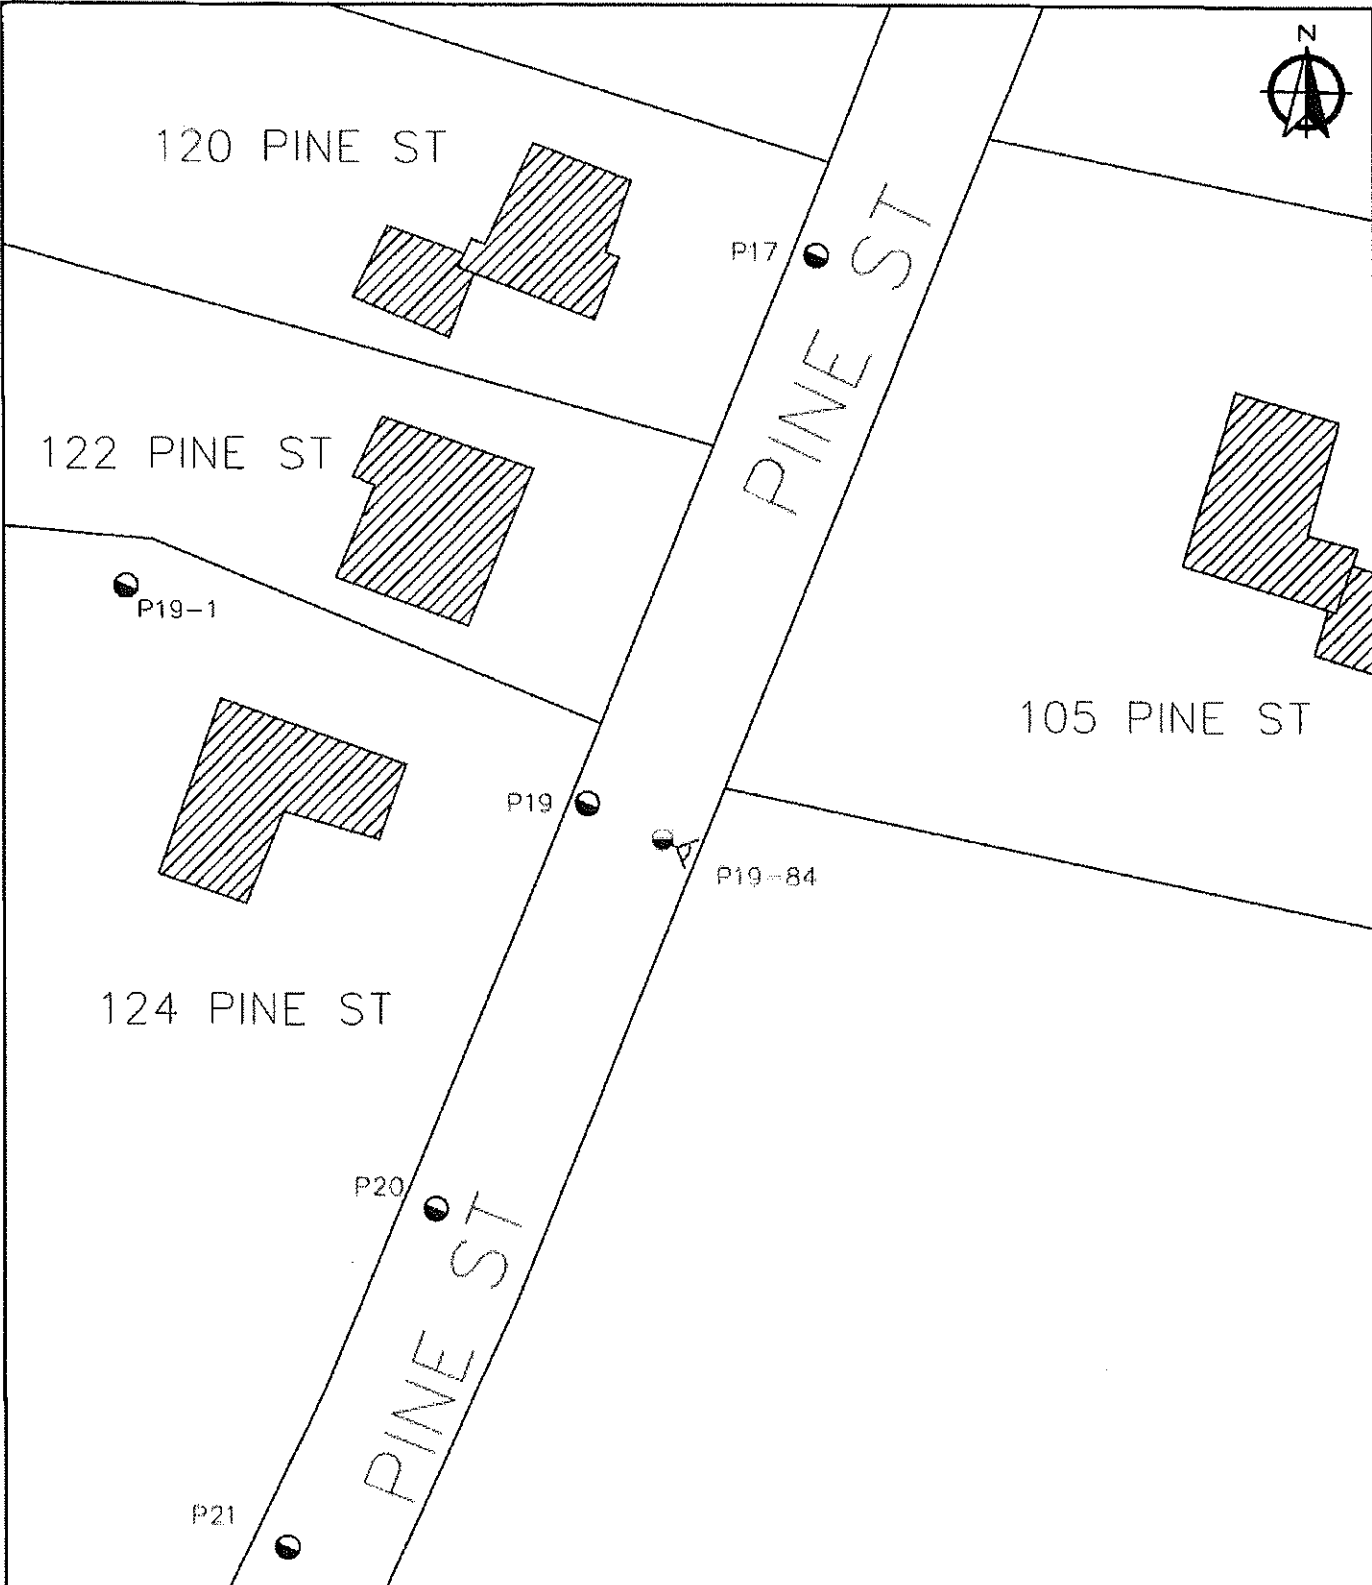 N
120 PINE ST
P17
PINE ST
122 PINE ST
P19-1
105 PINE ST
P19
P19-84
124 PINE ST
P20
PINE ST
P21